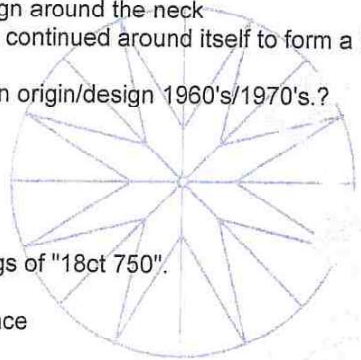 gn around the neck
continued around itself to form a
n origin/design 1960's/1970's.?
gs of "18ct 750".
ce